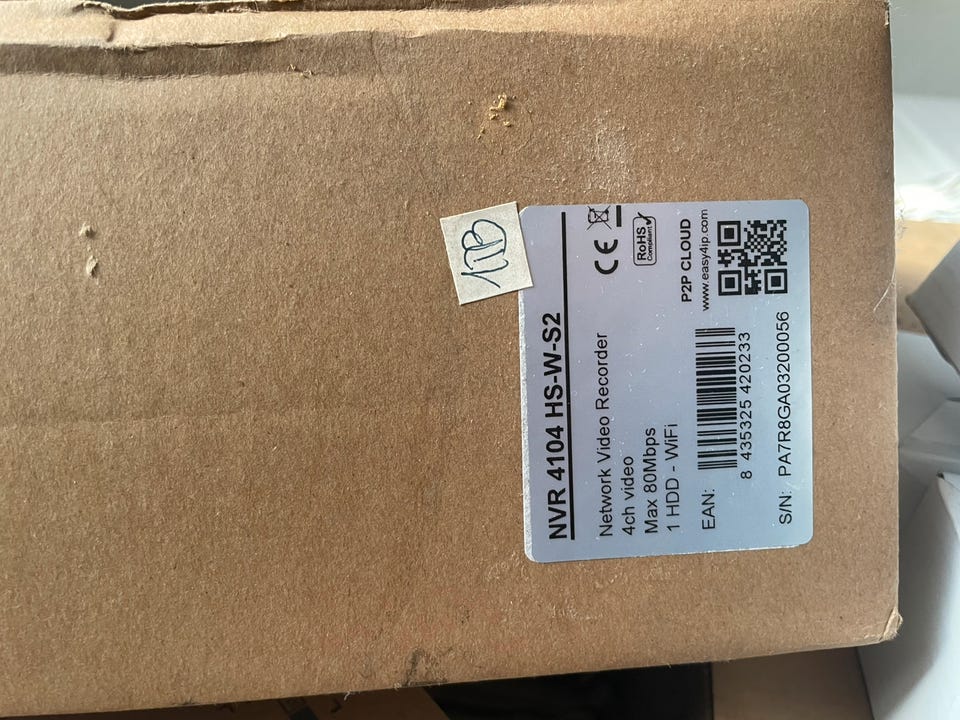 1TB
NVR 4104 HS-W-S2
Network Video Recorder
4ch video
Max 80Mbps
1 HDD - WiFi
CE
RoHS
Compliant
EAN:
8 435325 420233
P2P CLOUD
www.easy4ip.com
S/N: PA7R8GA03200056